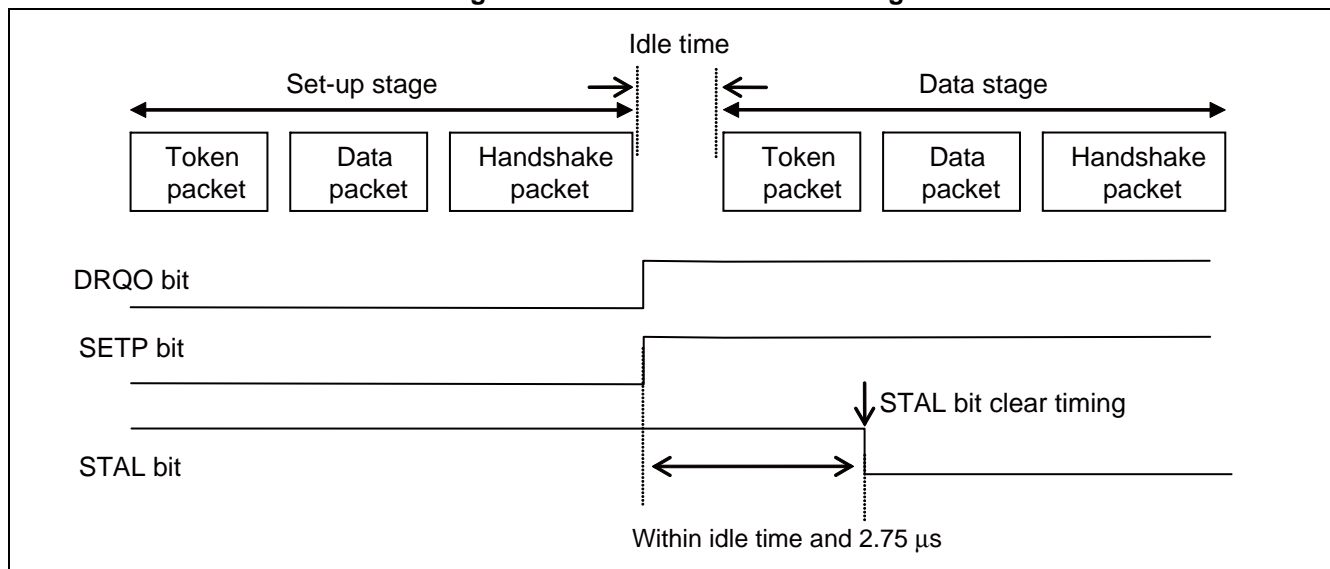 Idle time
Set-up stage
Data stage
Token packet
Data packet
Handshake packet
Token packet
Data packet
Handshake packet
DRQO bit
SETP bit
STAL bit clear timing
STAL bit
Within idle time and 2.75 μs